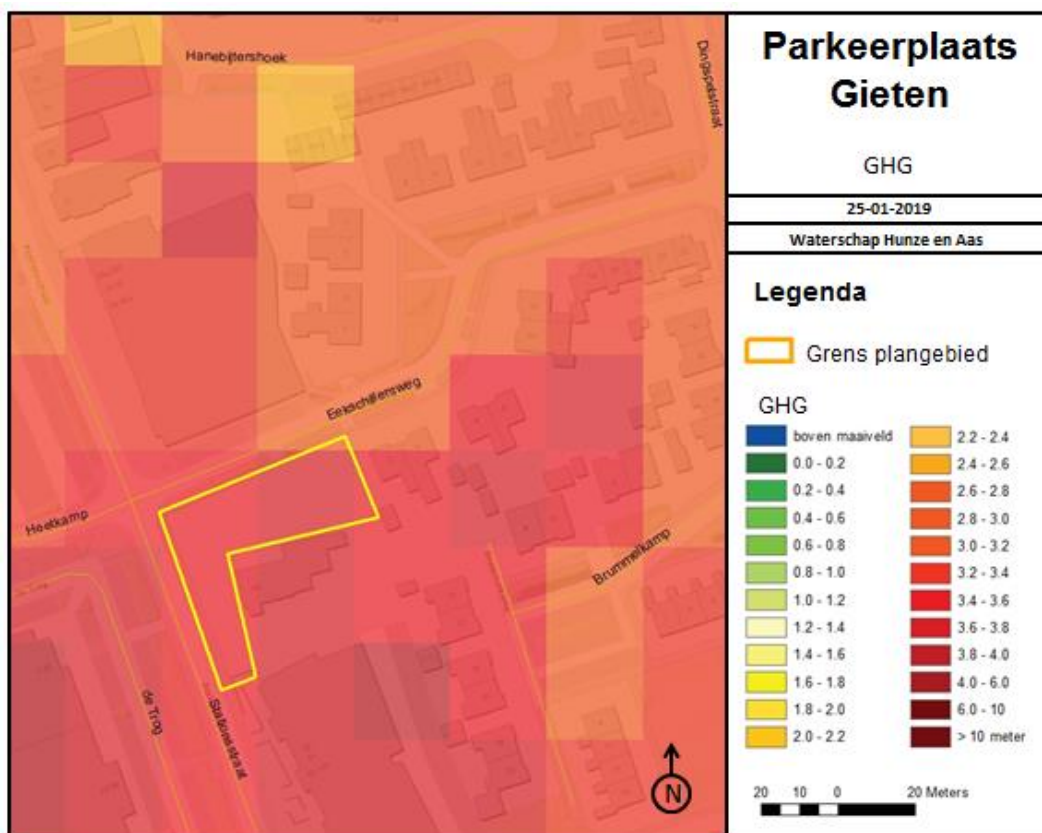 Hanebijtershoek
Dingspelstraat
Eekschillersweg
Heetkamp
Brummelkamp
de Trog
Stationsstraat
N
Parkeerplaats
Gieten
GHG
25-01-2019
Waterschap Hunze en Aas
Legenda
Grens plangebied
GHG
boven maaiveld
0.0 - 0.2
0.2 - 0.4
0.4 - 0.6
0.6 - 0.8
0.8 - 1.0
1.0 - 1.2
1.2 - 1.4
1.4 - 1.6
1.6 - 1.8
1.8 - 2.0
2.0 - 2.2
2.2 - 2.4
2.4 - 2.6
2.6 - 2.8
2.8 - 3.0
3.0 - 3.2
3.2 - 3.4
3.4 - 3.6
3.6 - 3.8
3.8 - 4.0
4.0 - 6.0
6.0 - 10
> 10 meter
20 10 0 20 Meters